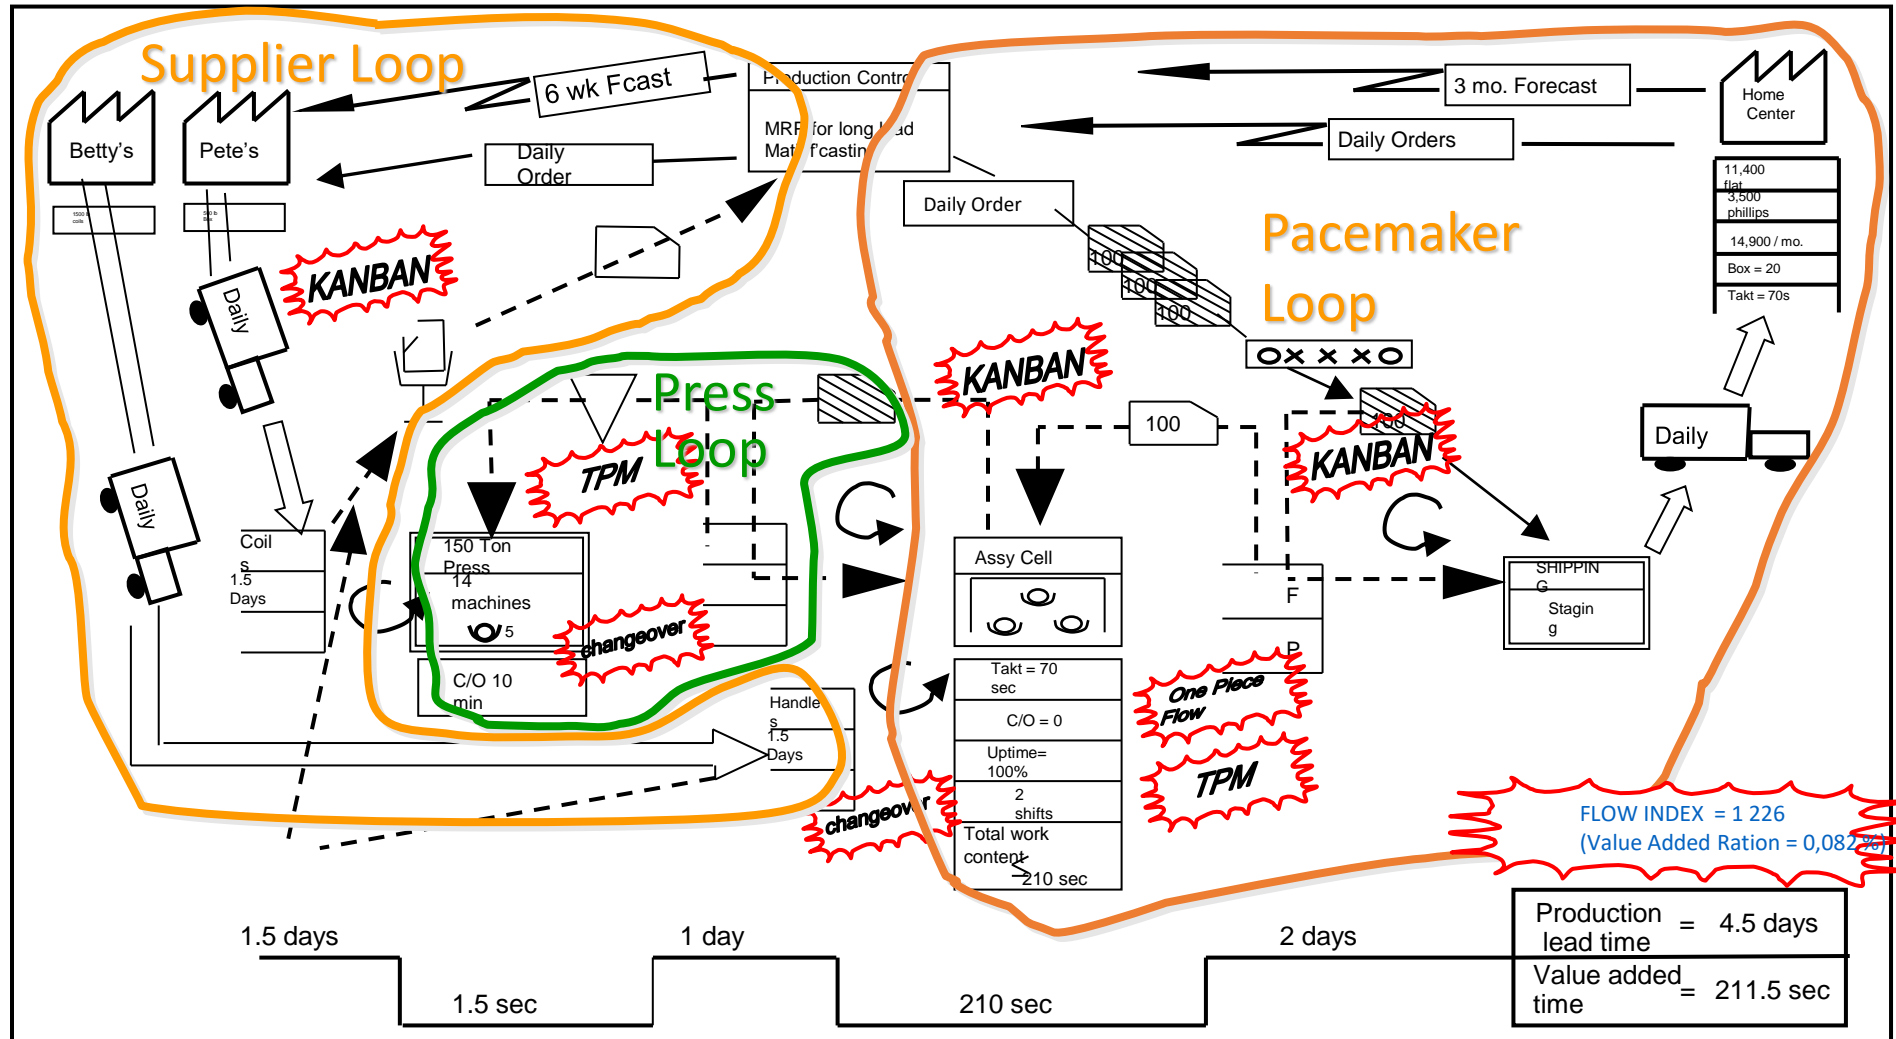 Supplier Loop
6 wk Fcast
Production Contro
3 mo. Forecast
Home
Center
Betty's
Pete's
Daily
Order
MRP for long lead
Mat. f'casting
Daily Orders
11,400
flat
3,500
phillips
14,900 / mo.
Box = 20
Takt = 70s
1500 lb
coils
Daily Order
Pacemaker
Loop
100
100
100
KANBAN
Daily
KANBAN
Press
Loop
TPM
100
100
KANBAN
Daily
Daily
Coil
s
1.5
Days
150 Ton
Press
14
machines
5
C/O 10
min
changeover
Assy Cell
F
P
SHIPPIN
G
Stagin
g
Handle
s
1.5
Days
changeover
Takt = 70
sec
C/O = 0
Uptime=
100%
2
shifts
Total work
content
210 sec
One Piece
Flow
TPM
FLOW INDEX = 1 226
(Value Added Ration = 0,082 %)
1.5 days
1 day
2 days
Production
lead time
= 4.5 days
1.5 sec
210 sec
Value added
time
= 211.5 sec